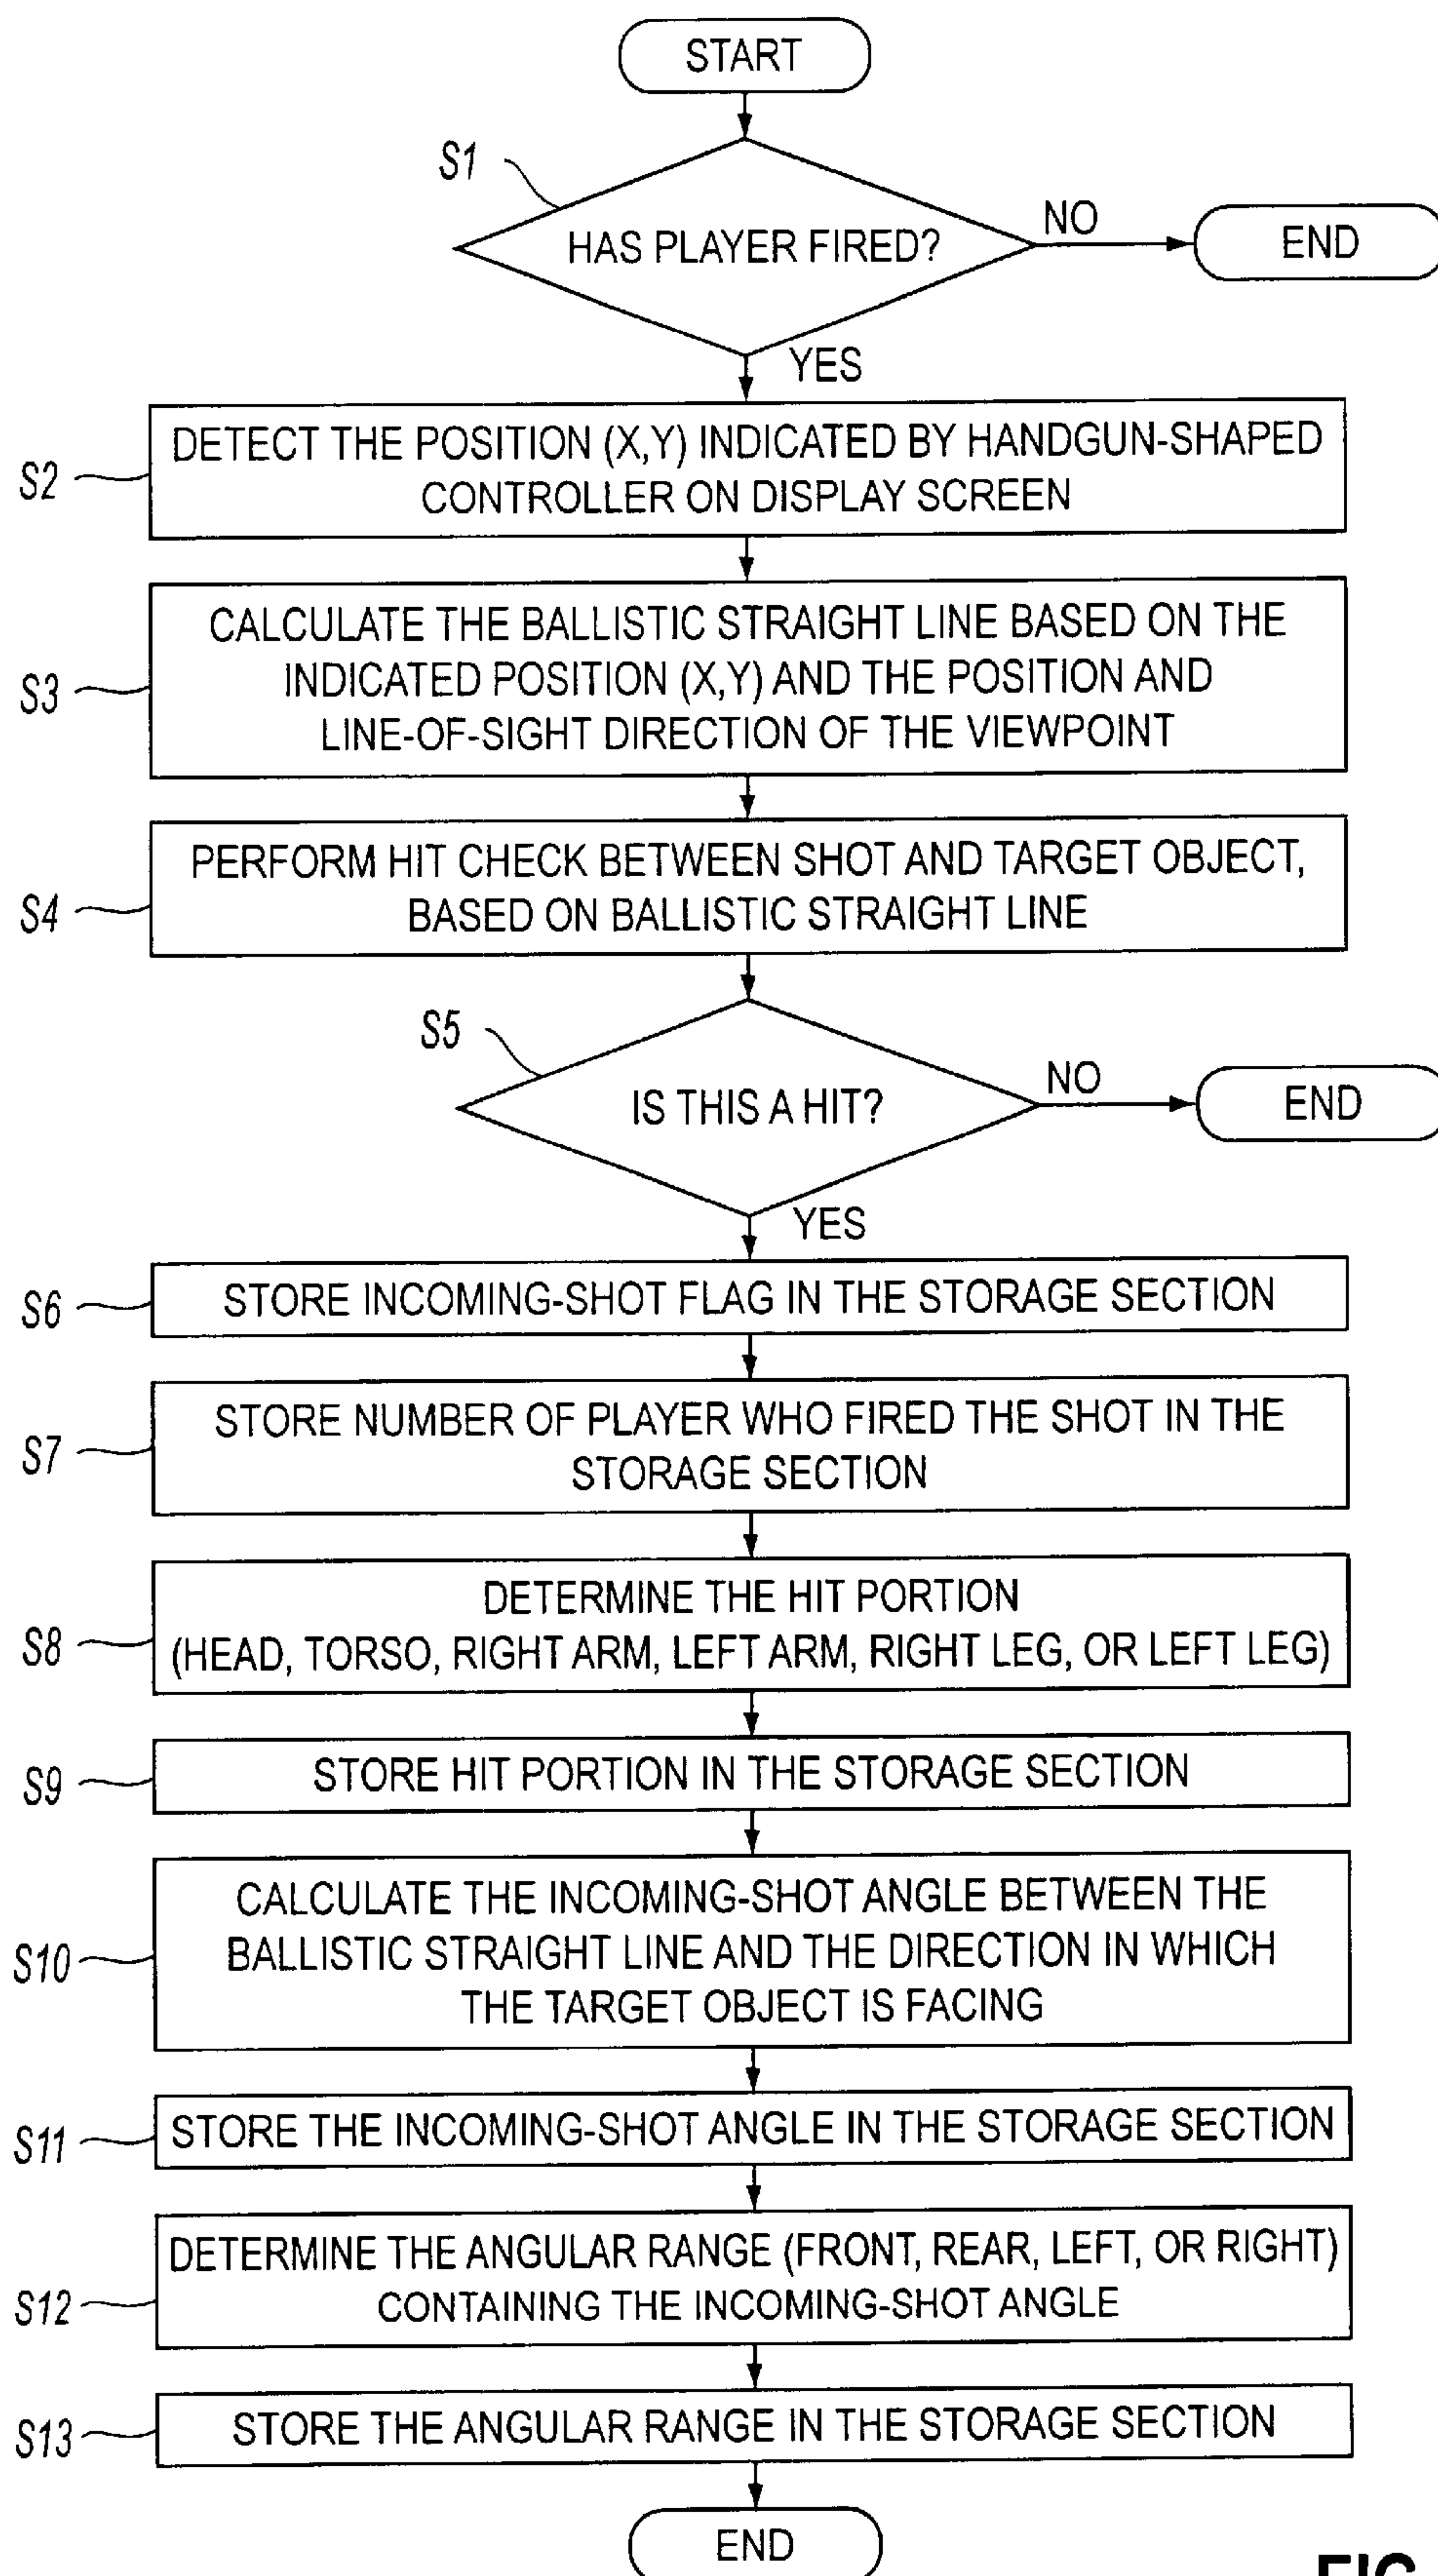 START
S1
HAS PLAYER FIRED?
NO
END
YES
S2
DETECT THE POSITION (X,Y) INDICATED BY HANDGUN-SHAPED
CONTROLLER ON DISPLAY SCREEN
S3
CALCULATE THE BALLISTIC STRAIGHT LINE BASED ON THE
INDICATED POSITION (X,Y) AND THE POSITION AND
LINE-OF-SIGHT DIRECTION OF THE VIEWPOINT
S4
PERFORM HIT CHECK BETWEEN SHOT AND TARGET OBJECT,
BASED ON BALLISTIC STRAIGHT LINE
S5
IS THIS A HIT?
NO
END
YES
S6
STORE INCOMING-SHOT FLAG IN THE STORAGE SECTION
S7
STORE NUMBER OF PLAYER WHO FIRED THE SHOT IN THE
STORAGE SECTION
S8
DETERMINE THE HIT PORTION
(HEAD, TORSO, RIGHT ARM, LEFT ARM, RIGHT LEG, OR LEFT LEG)
S9
STORE HIT PORTION IN THE STORAGE SECTION
S10
CALCULATE THE INCOMING-SHOT ANGLE BETWEEN THE
BALLISTIC STRAIGHT LINE AND THE DIRECTION IN WHICH
THE TARGET OBJECT IS FACING
S11
STORE THE INCOMING-SHOT ANGLE IN THE STORAGE SECTION
S12
DETERMINE THE ANGULAR RANGE (FRONT, REAR, LEFT, OR RIGHT)
CONTAINING THE INCOMING-SHOT ANGLE
S13
STORE THE ANGULAR RANGE IN THE STORAGE SECTION
END